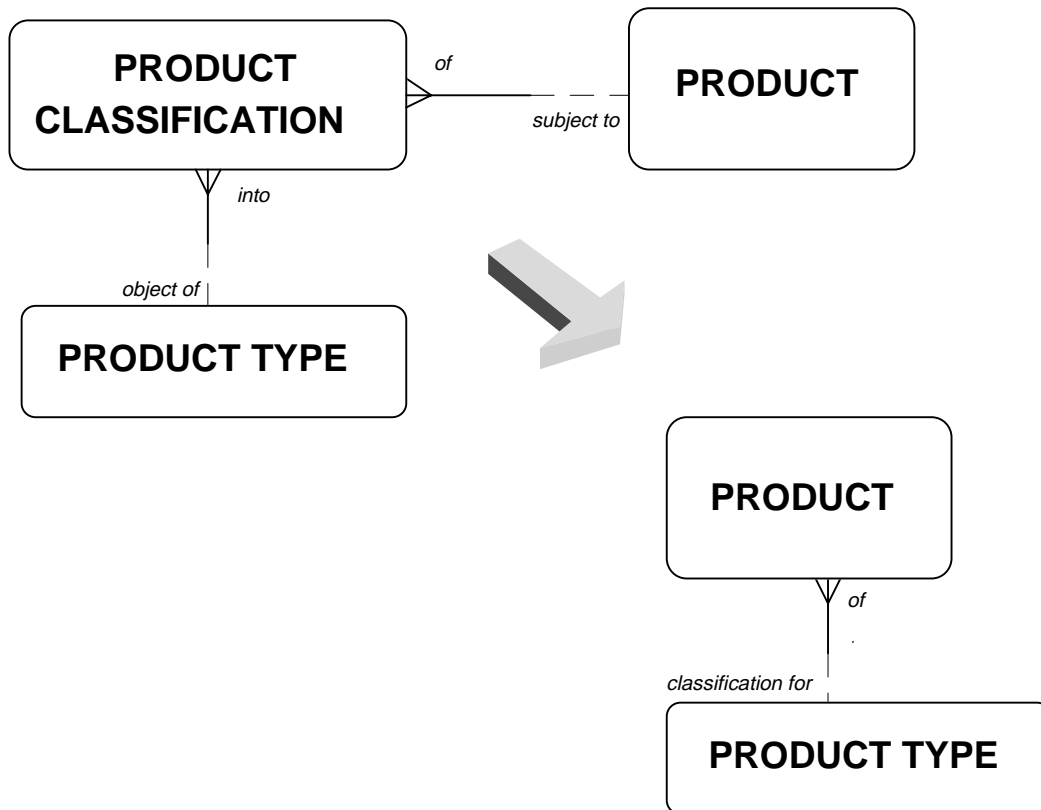 PRODUCT
CLASSIFICATION
of
subject to
PRODUCT
into
object of
PRODUCT TYPE
PRODUCT
of
.
classification for
PRODUCT TYPE